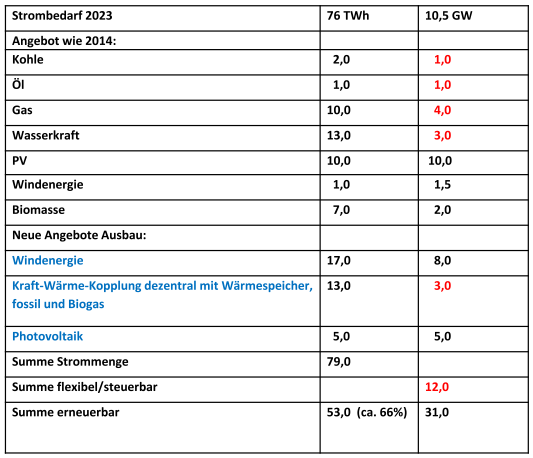 Strombedarf 2023 76 TWh 10,5 GW
Angebot wie 2014:
Kohle 2,0 1,0
Öl 1,0 1,0
Gas 10,0 4,0
Wasserkraft 13,0 3,0
PV 10,0 10,0
Windenergie 1,0 1,5
Biomasse 7,0 2,0
Neue Angebote Ausbau:
Windenergie 17,0 8,0
Kraft-Wärme-Kopplung dezentral mit Wärmespeicher, 13,0 3,0
fossil und Biogas
Photovoltaik 5,0 5,0
Summe Strommenge 79,0
Summe flexibel/steuerbar 12,0
Summe erneuerbar 53,0 (ca. 66%) 31,0